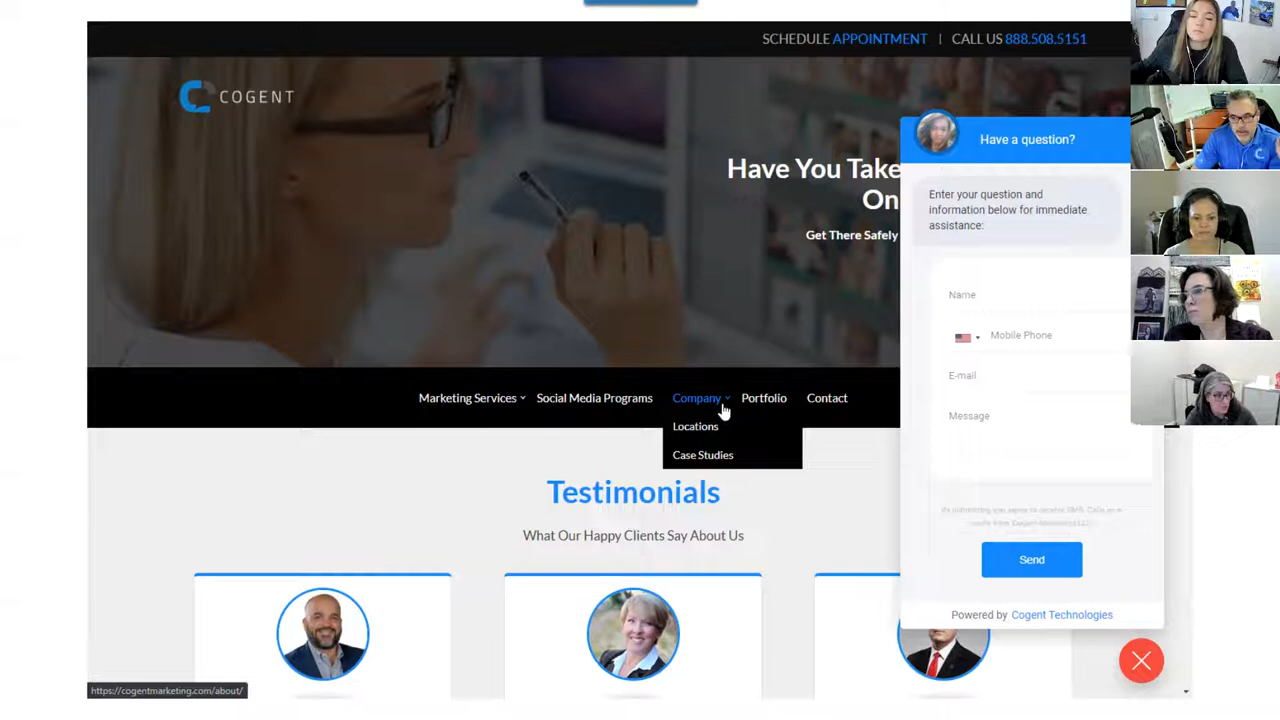 SCHEDULE APPOINTMENT | CALL US 888.508.5151
COGENT
Have You Take
On
Get There Safely
Have a question?
Enter your question and
information below for immediate
assistance:
Name
Mobile Phone
E-mail
Message
Send
Powered by Cogent Technologies
Marketing Services Social Media Programs Company Portfolio Contact
Locations
Case Studies
Testimonials
What Our Happy Clients Say About Us
https://cogentmarketing.com/about/